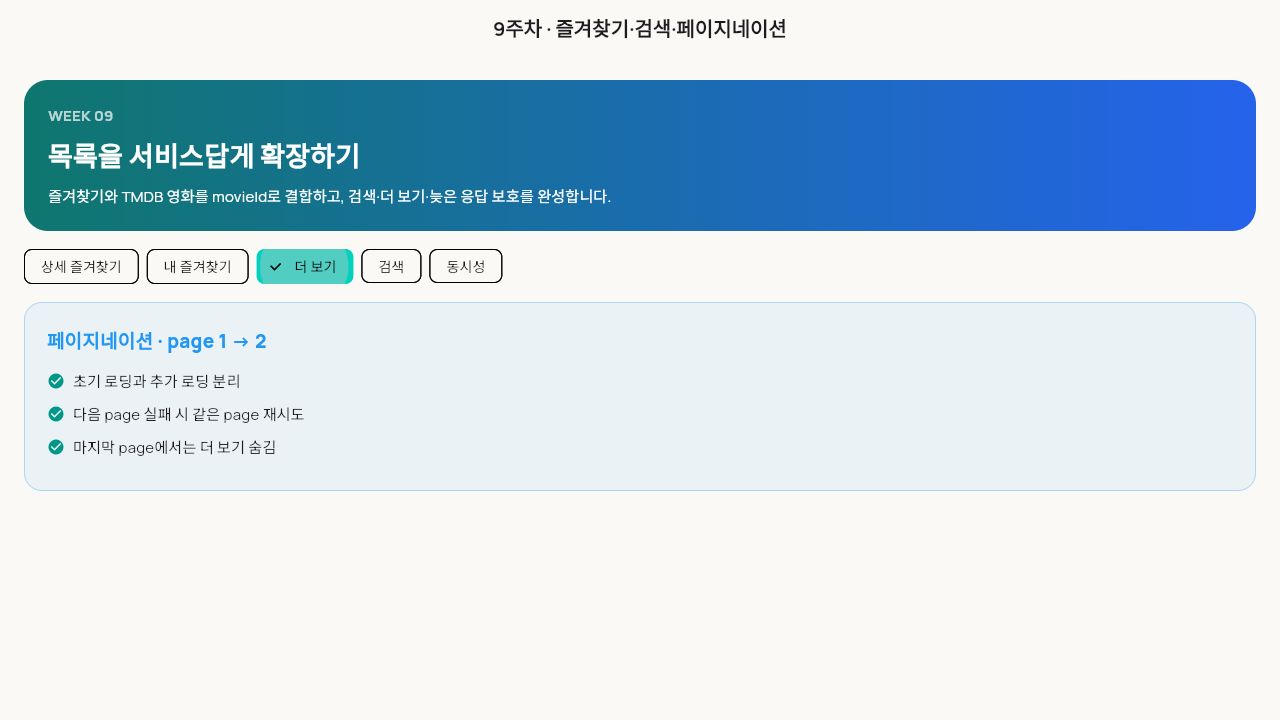 9주차 · 즐겨찾기·검색·페이지네이션
WEEK 09
목록을 서비스답게 확장하기
즐겨찾기와 TMDB 영화를 movieId로 결합하고, 검색·더 보기·늦은 응답 보호를 완성합니다.
상세 즐겨찾기
내 즐겨찾기
더 보기
검색
동시성
페이지네이션 · page 1 → 2
초기 로딩과 추가 로딩 분리
다음 page 실패 시 같은 page 재시도
마지막 page에서는 더 보기 숨김